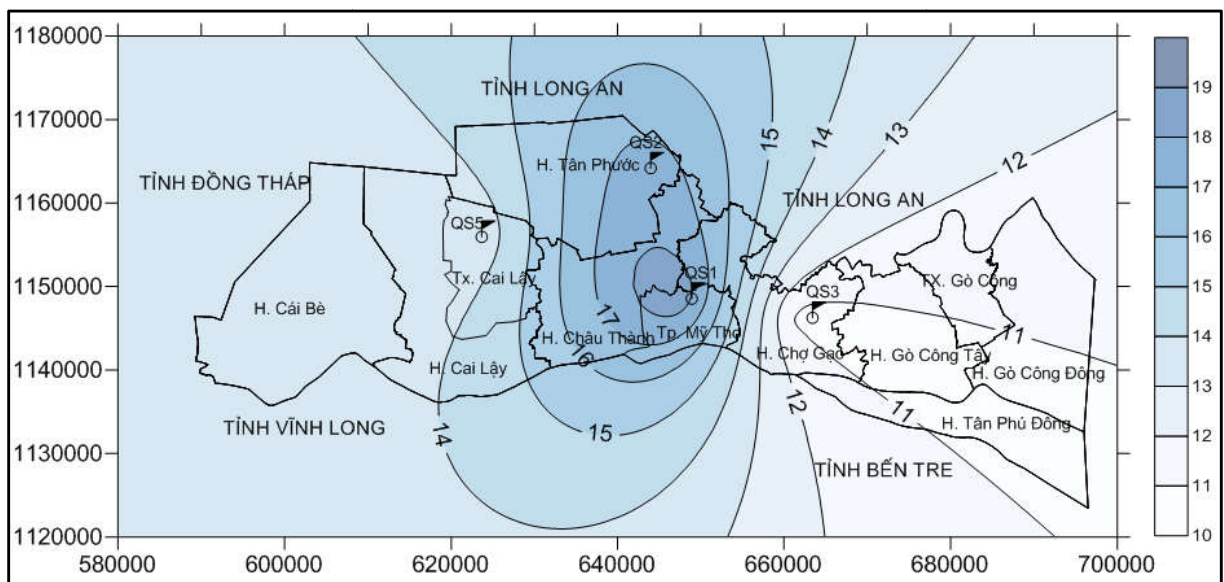 1180000
TỈNH LONG AN
19
1170000
15
14
13
18
QS2
12
17
H. Tân Phước
TỈNH ĐỒNG THÁP
TỈNH LONG AN
1160000
16
QS5
15
1150000
Tx. Cai Lậy
QS1
TX. Gò Công
QS3
14
H. Cái Bè
17
H. Châu Thành
Tp. Mỹ Tho
11
16
H. Chợ Gạo
H. Gò Công Tây
1140000
H. Cai Lậy
H. Gò Công Đông
13
12
11
TỈNH VĨNH LONG
14
15
H. Tân Phú Đông
12
1130000
TỈNH BẾN TRE
11
1120000
10
580000
600000
620000
640000
660000
680000
700000